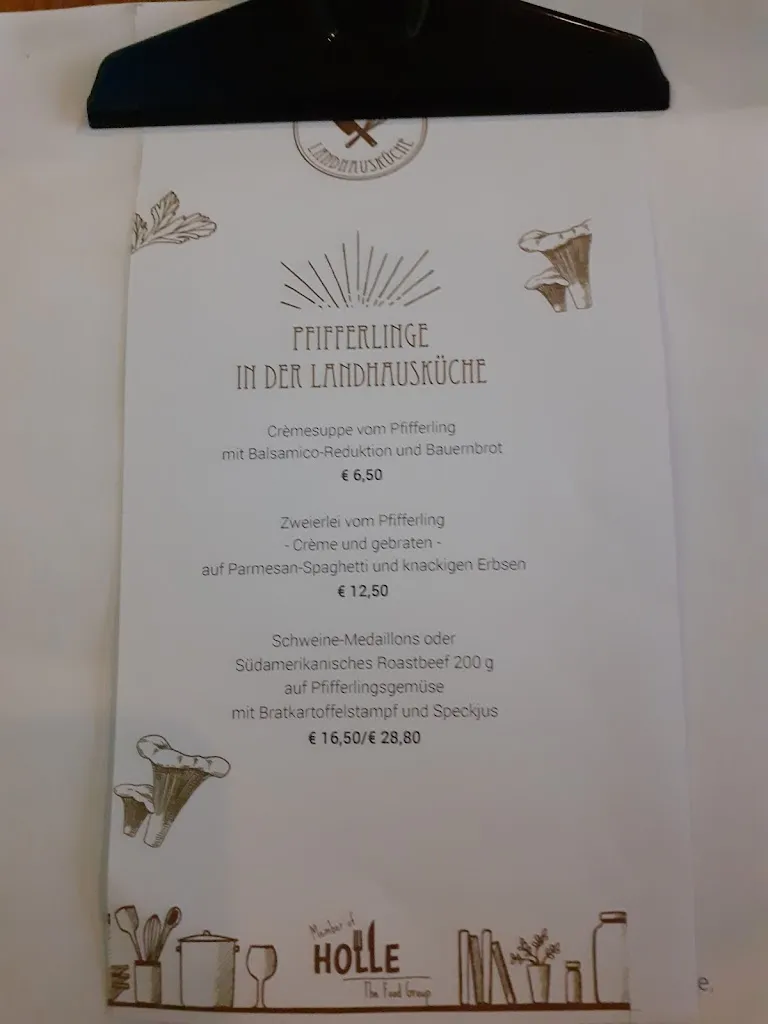 LANDHAUSKÜCHE
PFIFFERLINGE
IN DER LANDHAUSKÜCHE
Crèmesuppe vom Pfifferling
mit Balsamico-Reduktion und Bauernbrot
€ 6,50
Zweierlei vom Pfifferling
- Crème und gebraten -
auf Parmesan-Spaghetti und knackigen Erbsen
€ 12,50
Schweine-Medaillons oder
Südamerikanisches Roastbeef 200 g
auf Pfifferlingsgemüse
mit Bratkartoffelstampf und Speckjus
€ 16,50/€ 28,80
Member of
HOLLE
The Food Group
e.